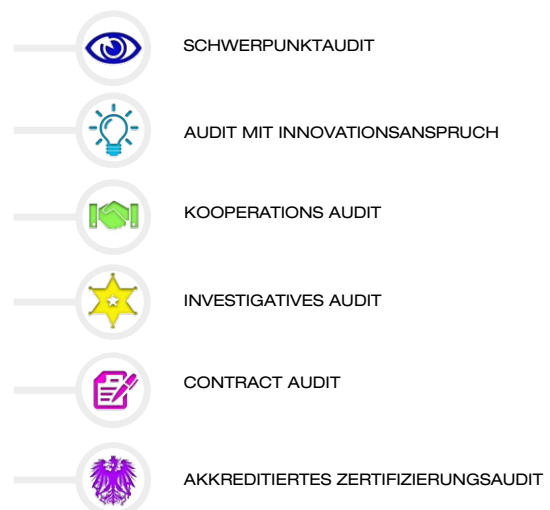 SCHWERPUNKTAUDIT
AUDIT MIT INNOVATIONSANSPRUCH
KOOPERATIONS AUDIT
INVESTIGATIVES AUDIT
CONTRACT AUDIT
AKKREDITIERTES ZERTIFIZIERUNGSAUDIT